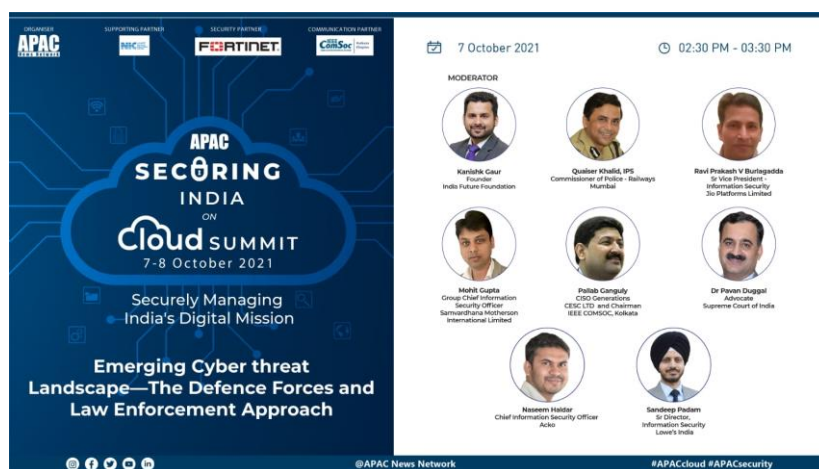 ORGANISER
SUPPORTING PARTNER
SECURITY PARTNER
COMMUNICATION PARTNER
APAC
News Network
NIC
FORTINET
IEEE
ComSoc
APAC
SECURING
INDIA
ON
Cloud SUMMIT
7-8 October 2021
Securely Managing
India's Digital Mission
Emerging Cyber threat
Landscape—The Defence Forces and
Law Enforcement Approach
7 October 2021
02:30 PM - 03:30 PM
MODERATOR
Kanishk Gaur
Founder
India Future Foundation
Quaiser Khalid, IPS
Commissioner of Police - Railways
Mumbai
Ravi Prakash V Burlagadda
Sr Vice President -
Information Security
Jio Platforms Limited
Mohit Gupta
Group Chief Information
Security Officer
Samvardhana Motherson
International Limited
Pallab Ganguly
CISO Generations
CESC LTD and Chairman
IEEE COMSOC, Kolkata
Dr Pavan Duggal
Advocate
Supreme Court of India
Naseem Haldar
Chief Information Security Officer
Acko
Sandeep Padam
Sr Director,
Information Security
Lowe's India
@APAC News Network
#APACcloud #APACsecurity